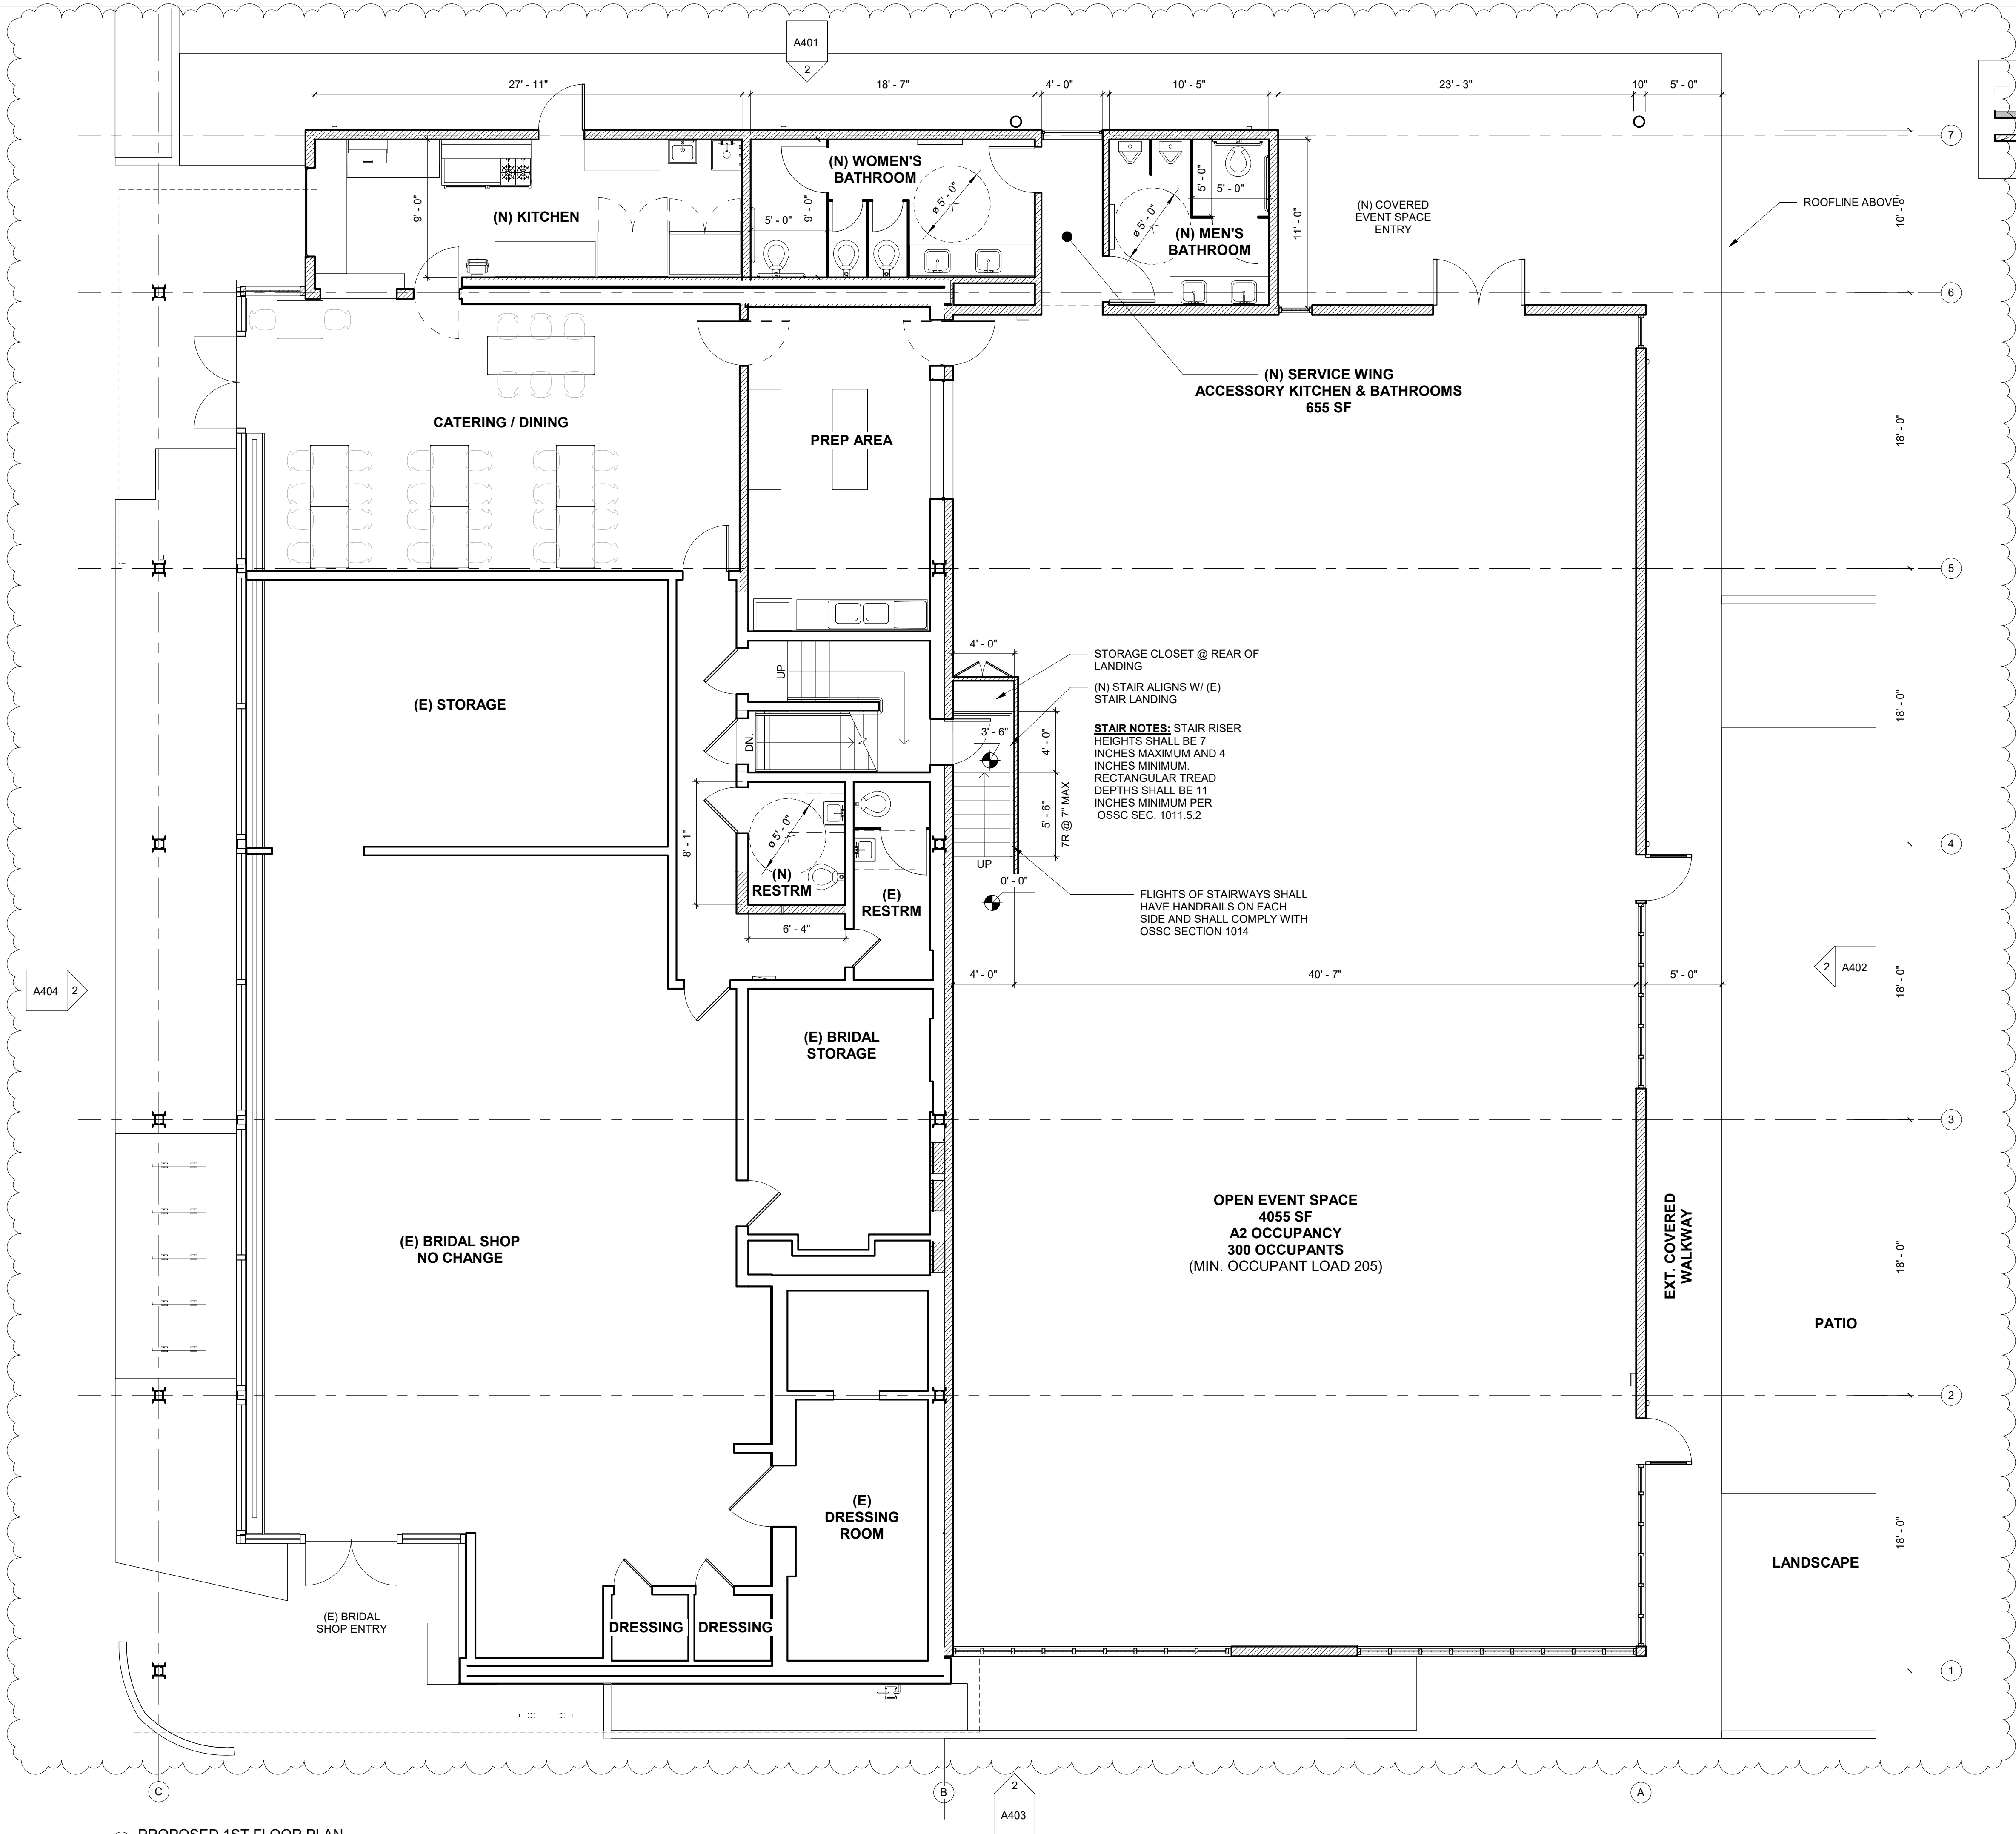 A401
2
27' - 11"
18' - 7"
4' - 0"
10' - 5"
23' - 3"
10"
5' - 0"
7
(N) WOMEN'S
BATHROOM
ø 5' - 0"
5' - 0"
9' - 0"
9' - 0"
(N) KITCHEN
5' - 0"
5' - 0"
ø 5' - 0"
(N) MEN'S
BATHROOM
11' - 0"
(N) COVERED
EVENT SPACE
ENTRY
ROOFLINE ABOVE
10' - 0"
6
(N) SERVICE WING
ACCESSORY KITCHEN & BATHROOMS
655 SF
CATERING / DINING
PREP AREA
18' - 0"
5
(E) STORAGE
UP
DN.
4' - 0"
STORAGE CLOSET @ REAR OF
LANDING
(N) STAIR ALIGNS W/ (E)
STAIR LANDING
STAIR NOTES: STAIR RISER
HEIGHTS SHALL BE 7
INCHES MAXIMUM AND 4
INCHES MINIMUM.
RECTANGULAR TREAD
DEPTHS SHALL BE 11
INCHES MINIMUM PER
OSSC SEC. 1011.5.2
3' - 6"
4' - 0"
5' - 6"
7R @ 7" MAX
18' - 0"
4
8' - 1"
ø 5' - 0"
(N)
RESTRM
(E)
RESTRM
6' - 4"
UP
0' - 0"
FLIGHTS OF STAIRWAYS SHALL
HAVE HANDRAILS ON EACH
SIDE AND SHALL COMPLY WITH
OSSC SECTION 1014
A404
2
4' - 0"
40' - 7"
5' - 0"
2
A402
18' - 0"
(E) BRIDAL
STORAGE
3
(E) BRIDAL SHOP
NO CHANGE
OPEN EVENT SPACE
4055 SF
A2 OCCUPANCY
300 OCCUPANTS
(MIN. OCCUPANT LOAD 205)
EXT. COVERED
WALKWAY
18' - 0"
PATIO
2
(E)
DRESSING
ROOM
18' - 0"
LANDSCAPE
(E) BRIDAL
SHOP ENTRY
DRESSING
DRESSING
1
C
B
A
2
A403
PROPOSED 1ST FLOOR PLAN